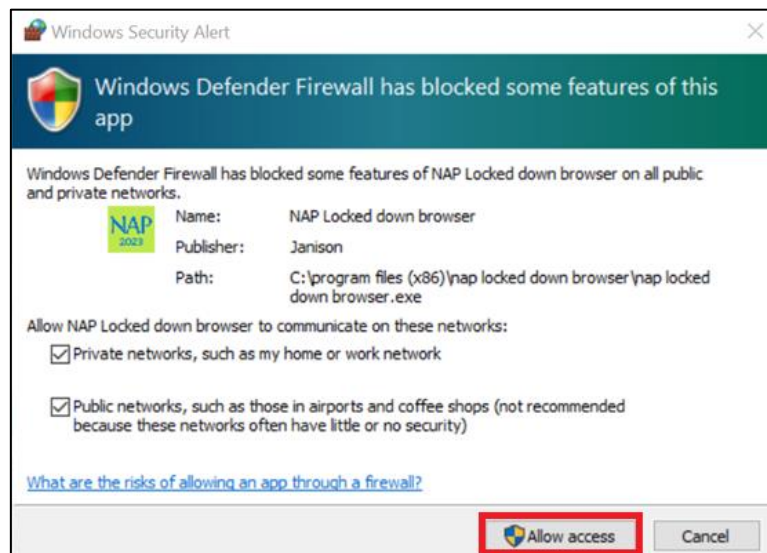 Windows Security Alert
Windows Defender Firewall has blocked some features of this
app
Windows Defender Firewall has blocked some features of NAP Locked down browser on all public
and private networks.
NAP
2023
Name: NAP Locked down browser
Publisher: Janison
Path: C:\program files (x86)\nap locked down browser\nap locked
down browser.exe
Allow NAP Locked down browser to communicate on these networks:
Private networks, such as my home or work network
Public networks, such as those in airports and coffee shops (not recommended
because these networks often have little or no security)
What are the risks of allowing an app through a firewall?
Allow access Cancel